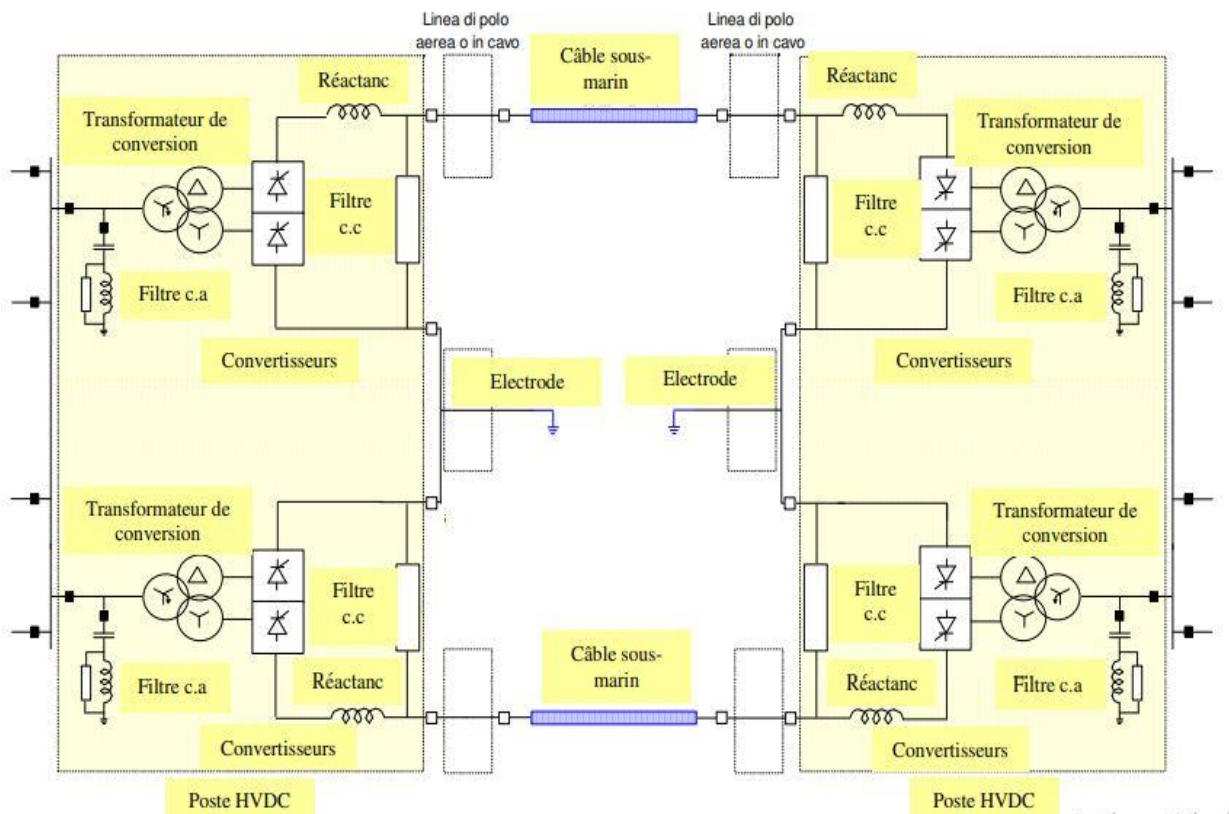 Linea di polo
aerea o in cavo
Linea di polo
aerea o in cavo
Câble sous-
marin
Réactanc
Réactanc
Transformateur de
conversion
Transformateur de
conversion
Filtre
c.c
Filtre
c.c
Filtre c.a
Filtre c.a
Convertisseurs
Convertisseurs
Electrode
Electrode
Transformateur de
conversion
Transformateur de
conversion
Filtre
c.c
Filtre
c.c
Câble sous-
marin
Filtre c.a
Réactanc
Réactanc
Filtre c.a
Convertisseurs
Convertisseurs
Poste HVDC
Poste HVDC